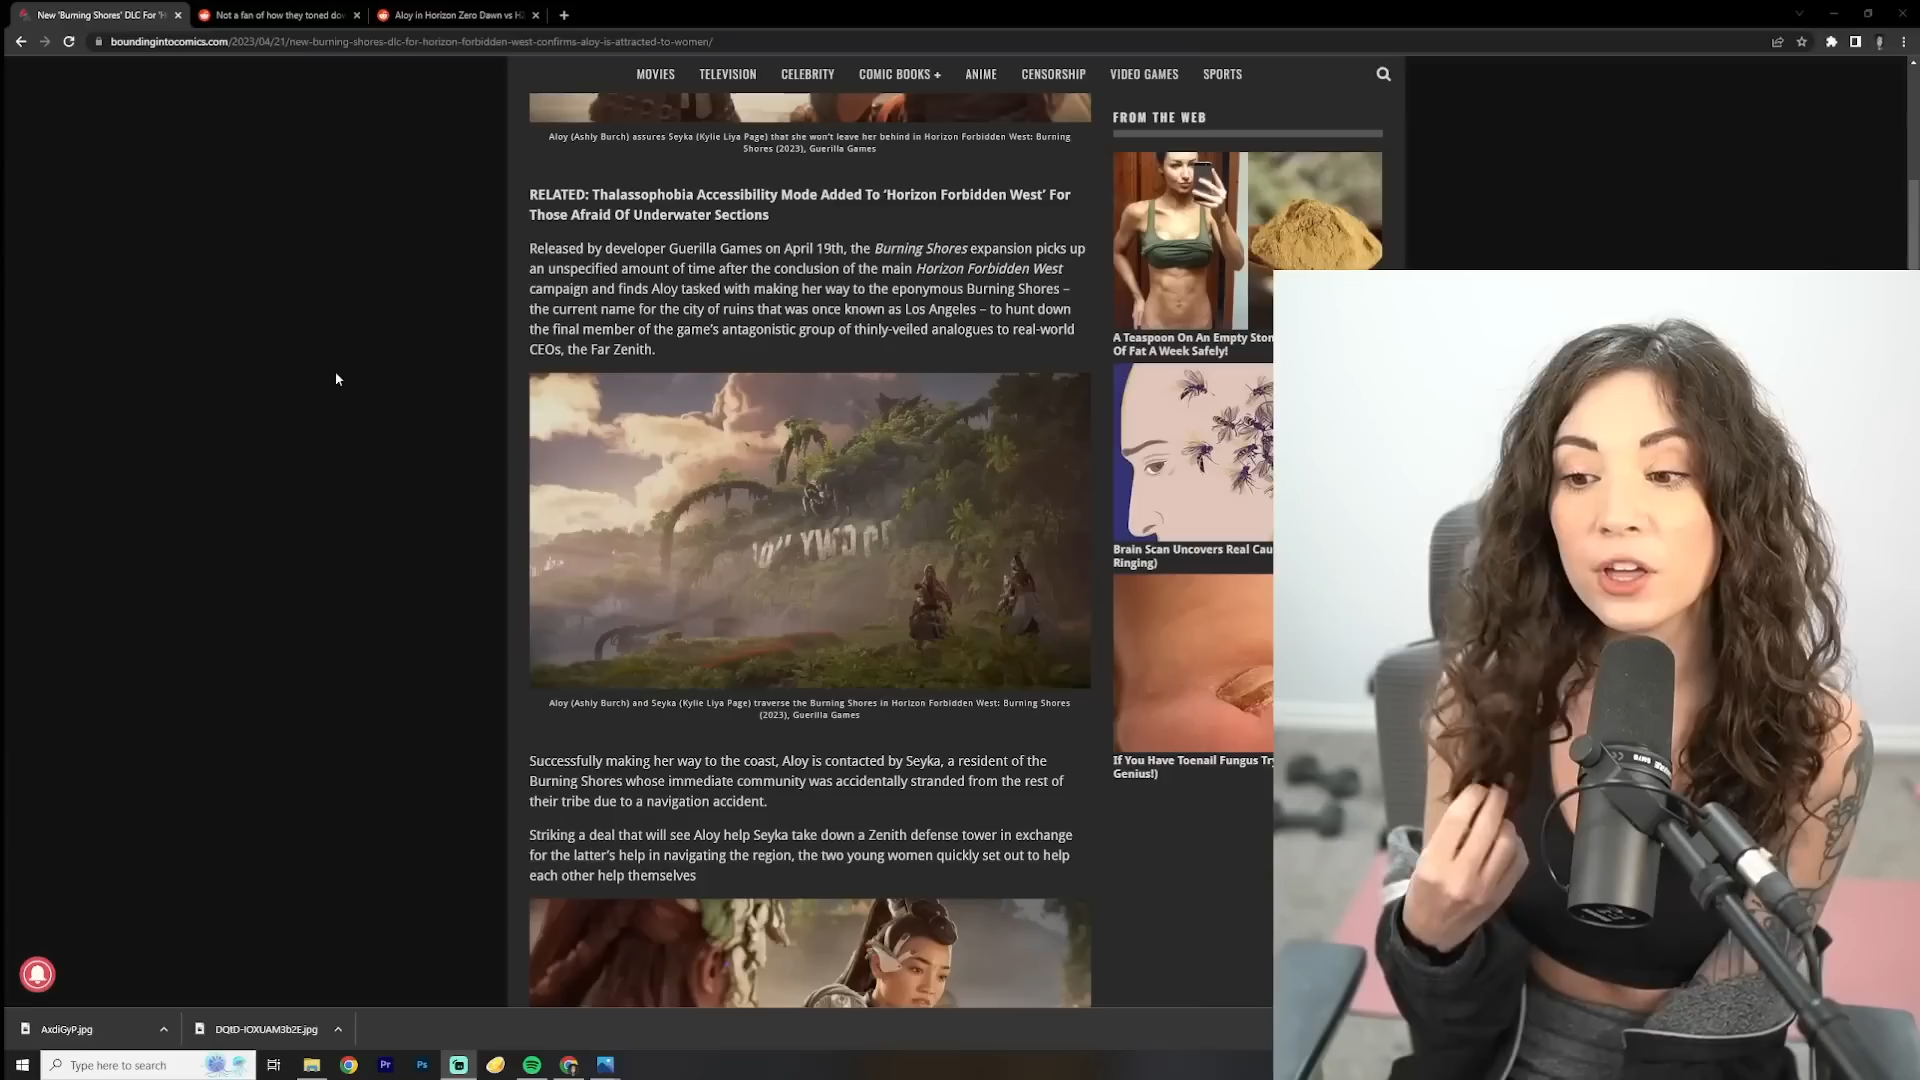 New 'Burning Shores' DLC For 'H
Not a fan of how they toned do
Aloy in Horizon Zero Dawn vs H
boundingintocomics.com/2023/04/21/new-burning-shores-dlc-for-horizon-forbidden-west-confirms-aloy-is-attracted-to-women/
MOVIES TELEVISION CELEBRITY COMIC BOOKS + ANIME CENSORSHIP VIDEO GAMES SPORTS
Aloy (Ashly Burch) assures Seyka (Kylie Liya Page) that she won't leave her behind in Horizon Forbidden West: Burning
Shores (2023), Guerilla Games
RELATED: Thalassophobia Accessibility Mode Added To ‘Horizon Forbidden West’ For
Those Afraid Of Underwater Sections
Released by developer Guerilla Games on April 19th, the Burning Shores expansion picks up
an unspecified amount of time after the conclusion of the main Horizon Forbidden West
campaign and finds Aloy tasked with making her way to the eponymous Burning Shores –
the current name for the city of ruins that was once known as Los Angeles – to hunt down
the final member of the game’s antagonistic group of thinly-veiled analogues to real-world
CEOs, the Far Zenith.
Aloy (Ashly Burch) and Seyka (Kylie Liya Page) traverse the Burning Shores in Horizon Forbidden West: Burning Shores
(2023), Guerilla Games
Successfully making her way to the coast, Aloy is contacted by Seyka, a resident of the
Burning Shores whose immediate community was accidentally stranded from the rest of
their tribe due to a navigation accident.
Striking a deal that will see Aloy help Seyka take down a Zenith defense tower in exchange
for the latter’s help in navigating the region, the two young women quickly set out to help
each other help themselves
FROM THE WEB
A Teaspoon On An Empty Ston
Of Fat A Week Safely!
Brain Scan Uncovers Real Cau
Ringing)
If You Have Toenail Fungus Try
Genius!)
AxdiGyP.jpg
DQtD-IOXUAM3b2E.jpg
Type here to search
Pr
Ps